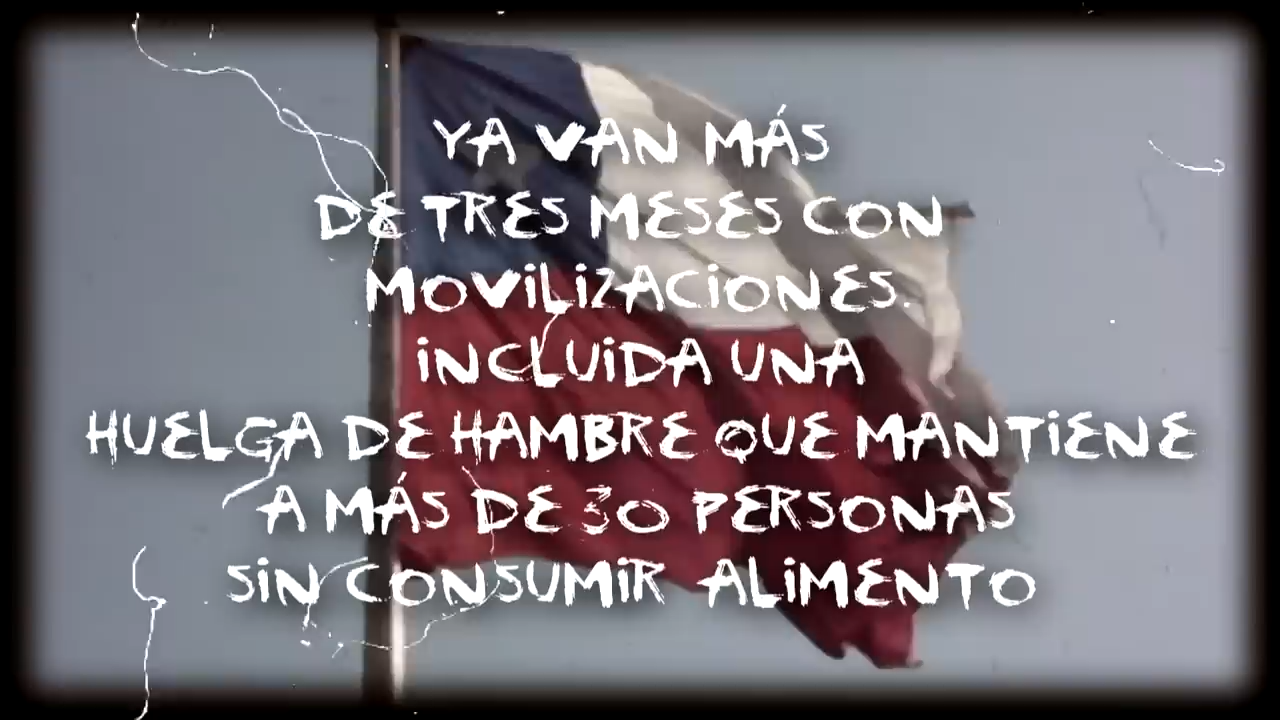 YA VAN MÁS
DE TRES MESES CON
MOVILIZACIONES.
INCLUIDA UNA
HUELGA DE HAMBRE QUE MANTIENE
A MÁS DE 30 PERSONAS
SIN CONSUMIR ALIMENTO